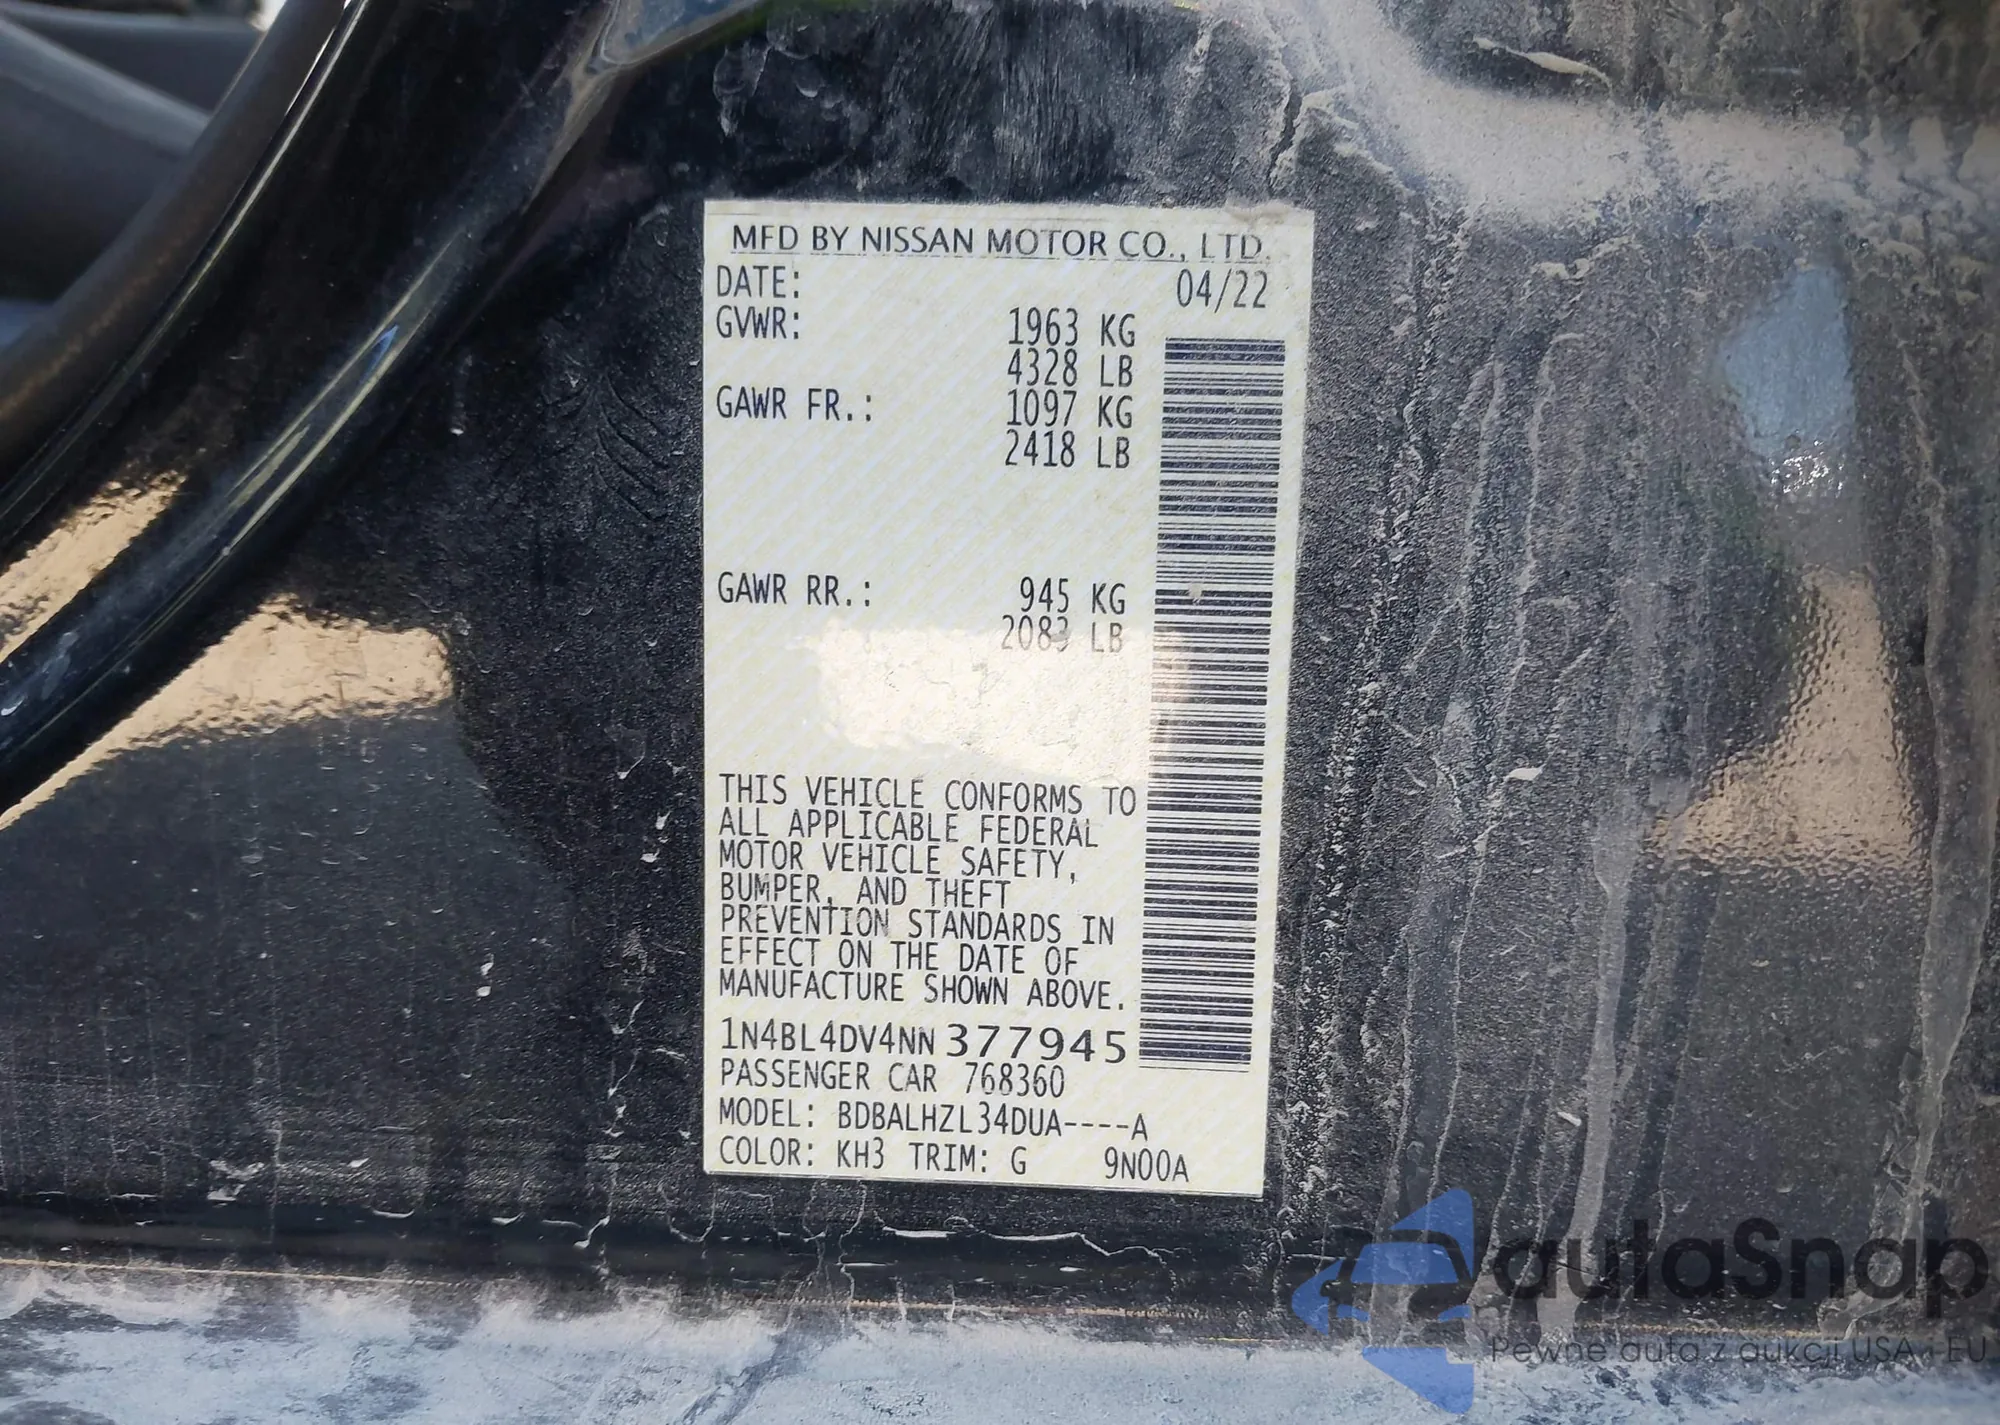 MFD BY NISSAN MOTOR CO., LTD.
DATE: 04/22
GVWR: 1963 KG
4328 LB
GAWR FR.: 1097 KG
2418 LB
GAWR RR.: 945 KG
2083 LB
THIS VEHICLE CONFORMS TO
ALL APPLICABLE FEDERAL
MOTOR VEHICLE SAFETY,
BUMPER, AND THEFT
PREVENTION STANDARDS IN
EFFECT ON THE DATE OF
MANUFACTURE SHOWN ABOVE.
1N4BL4DV4NN377945
PASSENGER CAR 768360
MODEL: BDBALHZL34DUA----A
COLOR: KH3 TRIM: G 9N00A
autaSnap
Pewne auta z aukcji USA i EU